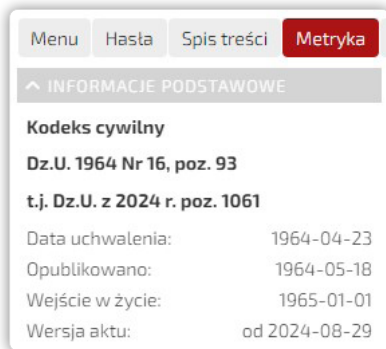 Menu Hasła Spis treści Metryka
INFORMACJE PODSTAWOWE
Kodeks cywilny
Dz.U. 1964 Nr 16, poz. 93
t.j. Dz.U. z 2024 r. poz. 1061
Data uchwalenia: 1964-04-23
Opublikowano: 1964-05-18
Wejście w życie: 1965-01-01
Wersja aktu: od 2024-08-29